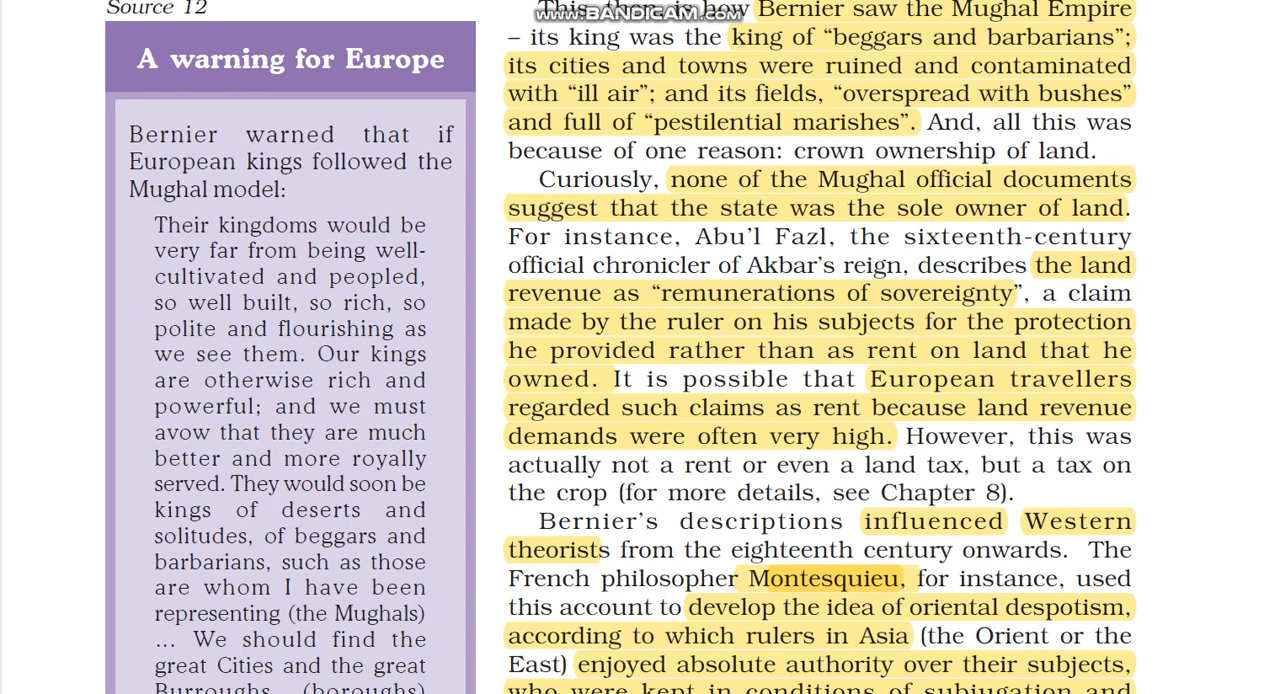 Source 12
A warning for Europe
Bernier warned that if
European kings followed the
Mughal model:
Their kingdoms would be
very far from being well-
cultivated and peopled,
so well built, so rich, so
polite and flourishing as
we see them. Our kings
are otherwise rich and
powerful; and we must
avow that they are much
better and more royally
served. They would soon be
kings of deserts and
solitudes, of beggars and
barbarians, such as those
are whom I have been
representing (the Mughals)
... We should find the
great Cities and the great
Burroughs (boroughs)
www.BANDICAM.com
This, then, is how Bernier saw the Mughal Empire
– its king was the king of “beggars and barbarians”;
its cities and towns were ruined and contaminated
with “ill air”; and its fields, “overspread with bushes”
and full of “pestilential marishes”. And, all this was
because of one reason: crown ownership of land.
Curiously, none of the Mughal official documents
suggest that the state was the sole owner of land.
For instance, Abu’l Fazl, the sixteenth-century
official chronicler of Akbar’s reign, describes the land
revenue as “remunerations of sovereignty”, a claim
made by the ruler on his subjects for the protection
he provided rather than as rent on land that he
owned. It is possible that European travellers
regarded such claims as rent because land revenue
demands were often very high. However, this was
actually not a rent or even a land tax, but a tax on
the crop (for more details, see Chapter 8).
Bernier’s descriptions influenced Western
theorists from the eighteenth century onwards. The
French philosopher Montesquieu, for instance, used
this account to develop the idea of oriental despotism,
according to which rulers in Asia (the Orient or the
East) enjoyed absolute authority over their subjects,
who were kept in conditions of subjugation and